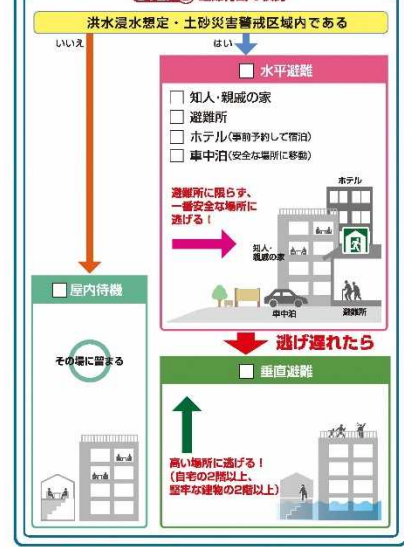 洪水浸水想定・土砂災害警戒区域内である
いいえ
はい
水平避難
知人・親戚の家
避難所
ホテル(事前予約して宿泊)
車中泊(安全な場所に移動)
避難所に限らず、
一番安全な場所に
逃げる！
ホテル
知人・
親戚の家
車中泊
避難所
屋内待機
その場に留まる
逃げ遅れたら
垂直避難
高い場所に逃げる！
(自宅の2階以上、
堅牢な建物の2階以上)